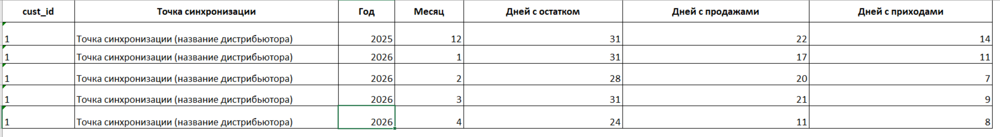 cust_id Точка синхронизации Год Месяц Дней с остатком Дней с продажами Дней с приходами
1 Точка синхронизации (название дистрибьютора) 2025 12 31 22 14
1 Точка синхронизации (название дистрибьютора) 2026 1 31 17 11
1 Точка синхронизации (название дистрибьютора) 2026 2 28 20 7
1 Точка синхронизации (название дистрибьютора) 2026 3 31 21 9
1 Точка синхронизации (название дистрибьютора) 2026 4 24 11 8